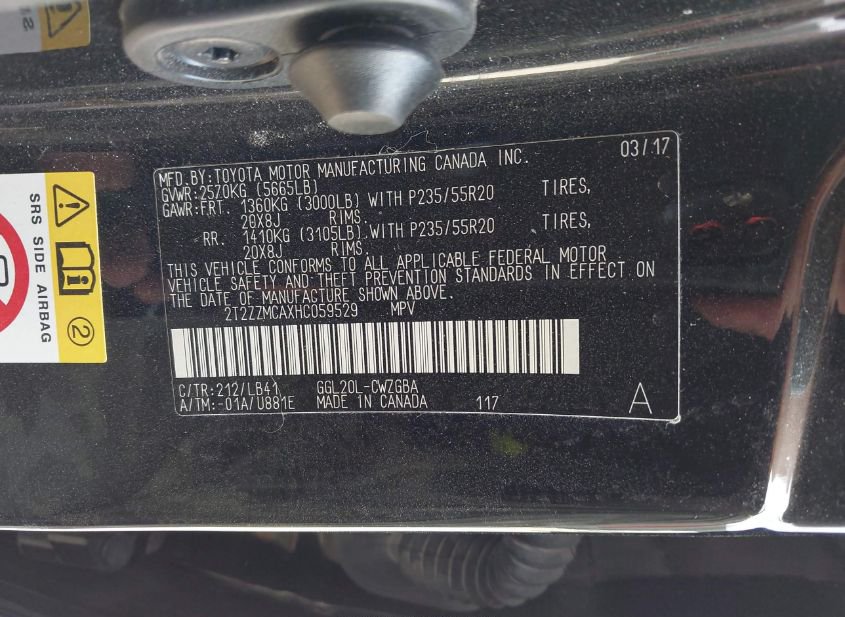 MFD.BY:TOYOTA MOTOR MANUFACTURING CANADA INC. 03/17
GVWR:2570KG (5665LB)
GAWR:FRT. 1360KG (3000LB) WITH P235/55R20 TIRES,
20X8J RIMS.
RR. 1410KG (3105LB) WITH P235/55R20 TIRES,
20X8J RIMS.
THIS VEHICLE CONFORMS TO ALL APPLICABLE FEDERAL MOTOR
VEHICLE SAFETY AND THEFT PREVENTION STANDARDS IN EFFECT ON
THE DATE OF MANUFACTURE SHOWN ABOVE.
2T2ZZMCAXHC059529 MPV
C/TR:212/LB41 GGL20L-CWZGBA
A/TM:-01A/U881E MADE IN CANADA 117 A
SRS SIDE AIRBAG
2